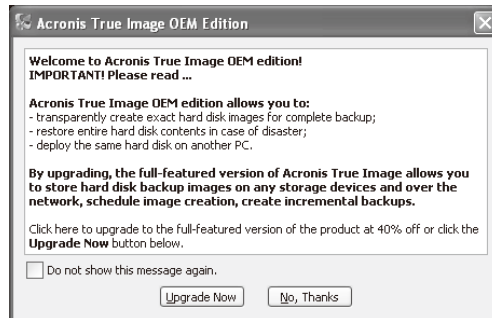 Acronis True Image OEM Edition
Welcome to Acronis True Image OEM edition!
IMPORTANT! Please read ...
Acronis True Image OEM edition allows you to:
- transparently create exact hard disk images for complete backup;
- restore entire hard disk contents in case of disaster;
- deploy the same hard disk on another PC.
By upgrading, the full-featured version of Acronis True Image allows you
to store hard disk backup images on any storage devices and over the
network, schedule image creation, create incremental backups.
Click here to upgrade to the full-featured version of the product at 40% off or click the
Upgrade Now button below.
Do not show this message again.
Upgrade Now
No, Thanks